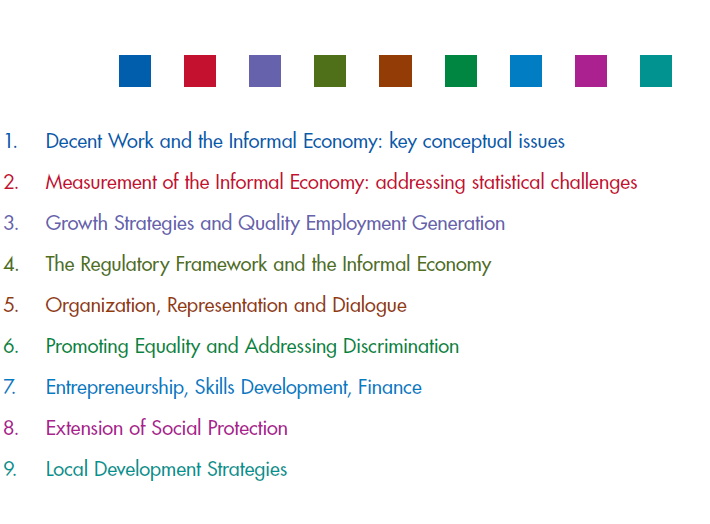 1. Decent Work and the Informal Economy: key conceptual issues
2. Measurement of the Informal Economy: addressing statistical challenges
3. Growth Strategies and Quality Employment Generation
4. The Regulatory Framework and the Informal Economy
5. Organization, Representation and Dialogue
6. Promoting Equality and Addressing Discrimination
7. Entrepreneurship, Skills Development, Finance
8. Extension of Social Protection
9. Local Development Strategies